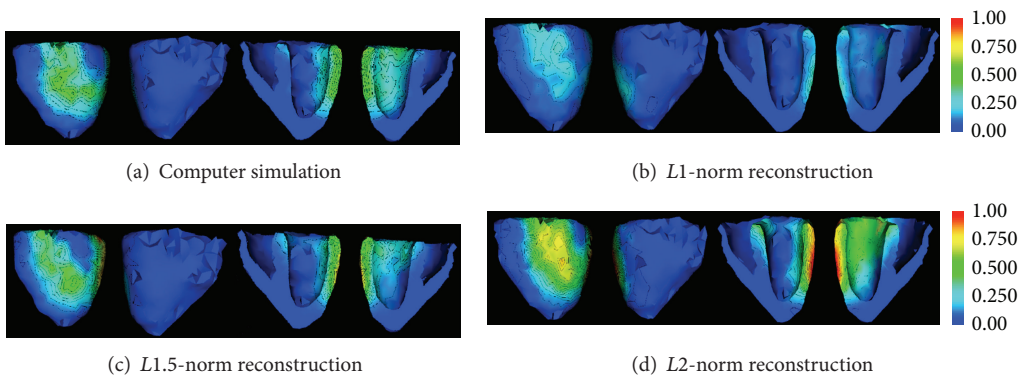 1.00
0.750
0.500
0.250
0.00
(a) Computer simulation
(b) L1-norm reconstruction
1.00
0.750
0.500
0.250
0.00
(c) L1.5-norm reconstruction
(d) L2-norm reconstruction